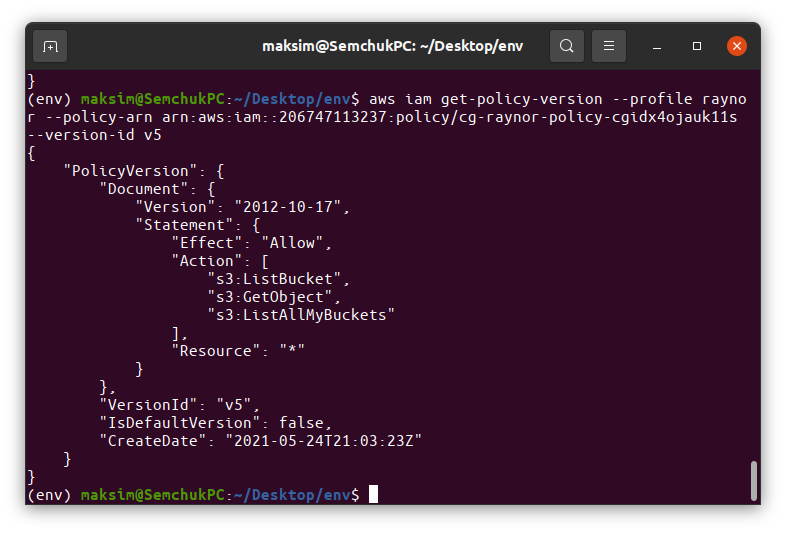 maksim@SemchukPC: ~/Desktop/env
}
(env) maksim@SemchukPC:~/Desktop/env$ aws iam get-policy-version --profile rayno
r --policy-arn arn:aws:iam::206747113237:policy/cg-raynor-policy-cgidx4ojauk11s
--version-id v5
{
    "PolicyVersion": {
        "Document": {
            "Version": "2012-10-17",
            "Statement": {
                "Effect": "Allow",
                "Action": [
                    "s3:ListBucket",
                    "s3:GetObject",
                    "s3:ListAllMyBuckets"
                ],
                "Resource": "*"
            }
        },
        "VersionId": "v5",
        "IsDefaultVersion": false,
        "CreateDate": "2021-05-24T21:03:23Z"
    }
}
(env) maksim@SemchukPC:~/Desktop/env$